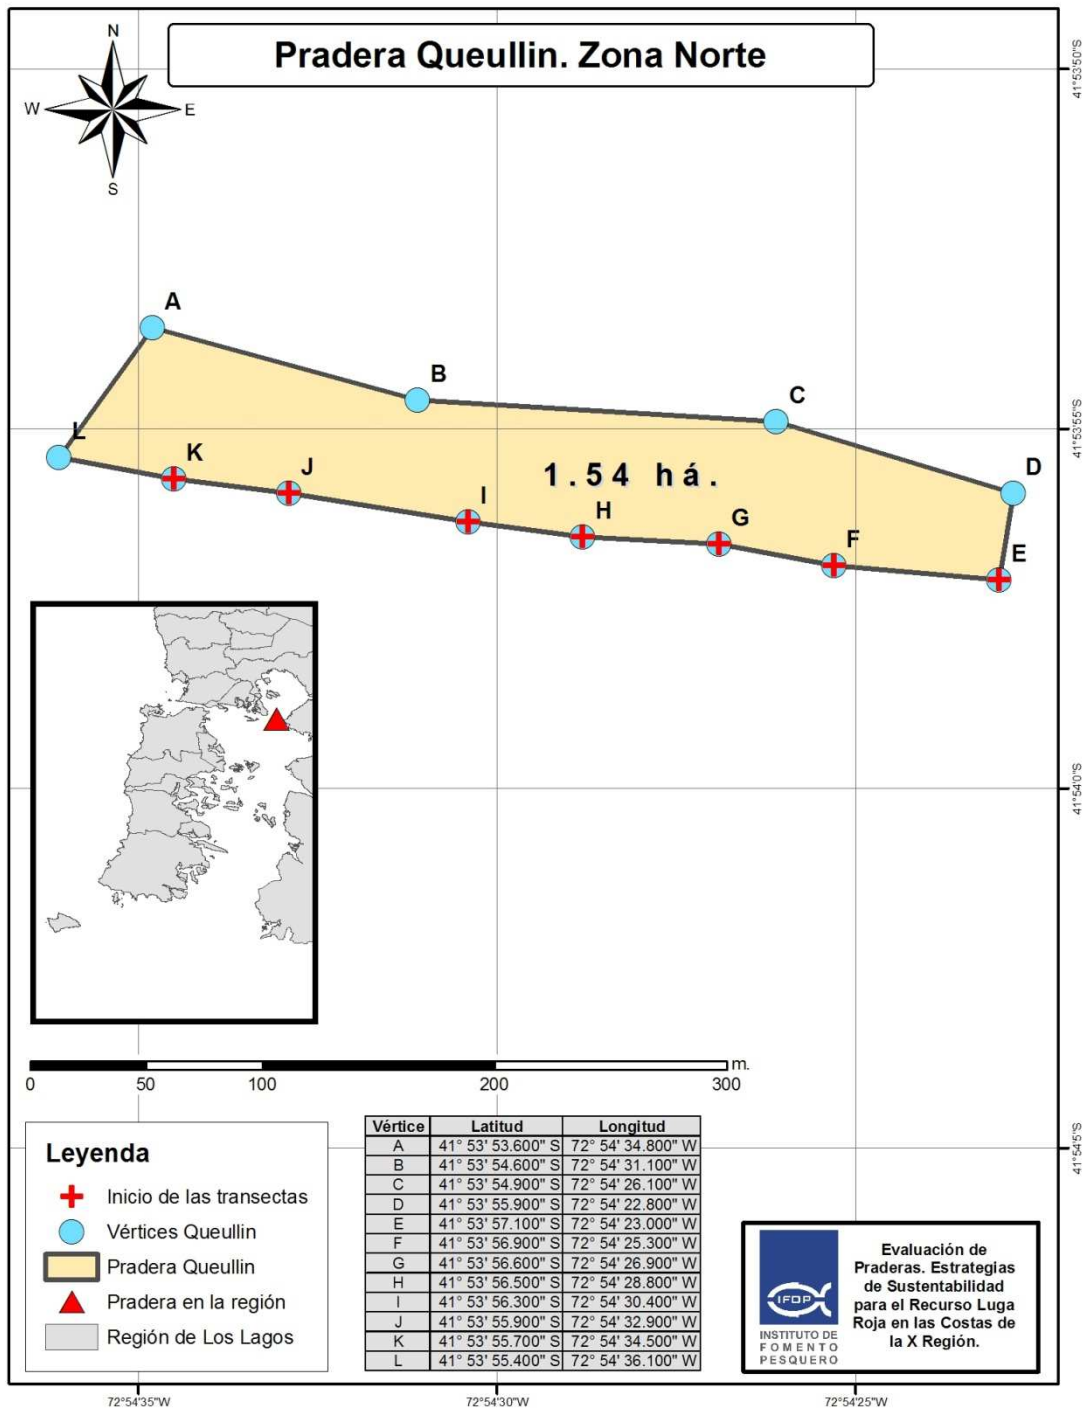 Pradera Queullin. Zona Norte
N
W
E
S
41°53'50"S
A
B
C
41°53'55"S
L
K
J
D
1.54 há.
I
H
G
F
E
41°54'0"S
m.
0 50 100 200 300
Vértice Latitud Longitud
A 41° 53' 53.600" S 72° 54' 34.800" W
B 41° 53' 54.600" S 72° 54' 31.100" W
C 41° 53' 54.900" S 72° 54' 26.100" W
D 41° 53' 55.900" S 72° 54' 22.800" W
E 41° 53' 57.100" S 72° 54' 23.000" W
F 41° 53' 56.900" S 72° 54' 25.300" W
G 41° 53' 56.600" S 72° 54' 26.900" W
H 41° 53' 56.500" S 72° 54' 28.800" W
I 41° 53' 56.300" S 72° 54' 30.400" W
J 41° 53' 55.900" S 72° 54' 32.900" W
K 41° 53' 55.700" S 72° 54' 34.500" W
L 41° 53' 55.400" S 72° 54' 36.100" W
41°54'5"S
Leyenda
Inicio de las transectas
Vértices Queullin
Pradera Queullin
Pradera en la región
Región de Los Lagos
IFOP
INSTITUTO DE
FOMENTO
PESQUERO
Evaluación de
Praderas. Estrategias
de Sustentabilidad
para el Recurso Luga
Roja en las Costas de
la X Región.
72°54'35"W 72°54'30"W 72°54'25"W